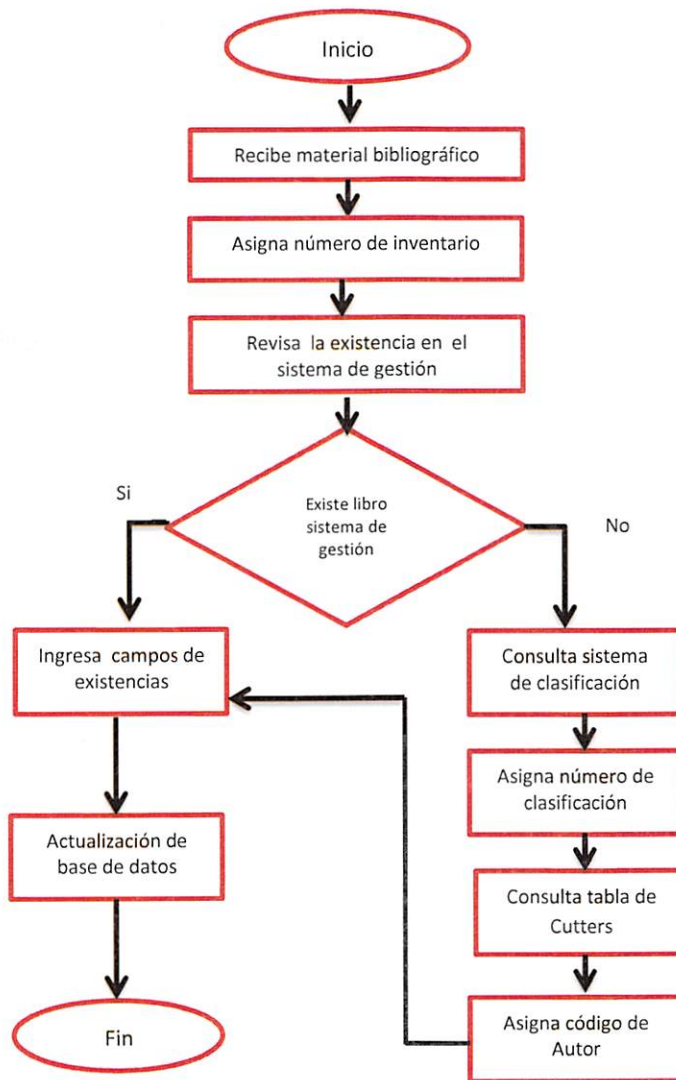 Inicio
Recibe material bibliográfico
Asigna número de inventario
Revisa la existencia en el
sistema de gestión
Existe libro
sistema de
gestión
Si
No
Ingresa campos de
existencias
Actualización de
base de datos
Fin
Consulta sistema
de clasificación
Asigna número de
clasificación
Consulta tabla de
Cutters
Asigna código de
Autor